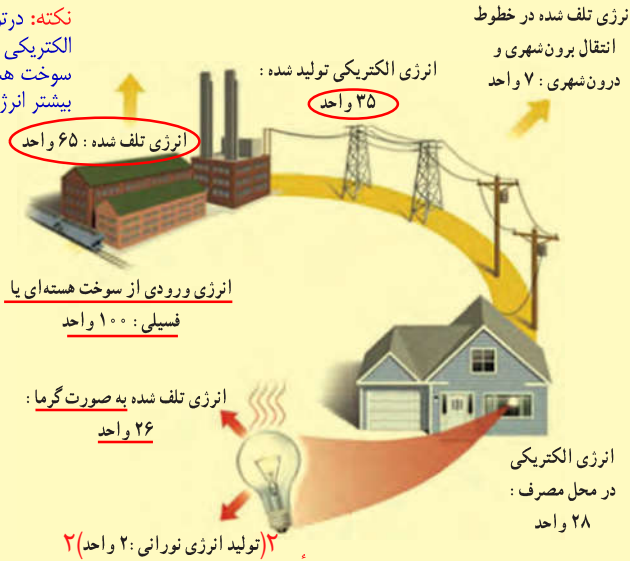 نکته: درتو
الکتریکی
سوخت هس
بیشتر انرژ
نرژی تلف شده در خطوط
انتقال برون‌شهری و
درون‌شهری : ۷ واحد
انرژی الکتریکی تولید شده :
۳۵ واحد
انرژی تلف شده : ۶۵ واحد
انرژی ورودی از سوخت هسته‌ای یا
فسیلی : ۱۰۰ واحد
انرژی تلف شده به صورت گرما :
۲۶ واحد
انرژی الکتریکی
در محل مصرف :
۲۸ واحد
۲(تولید انرژی نورانی :۲ واحد)۲